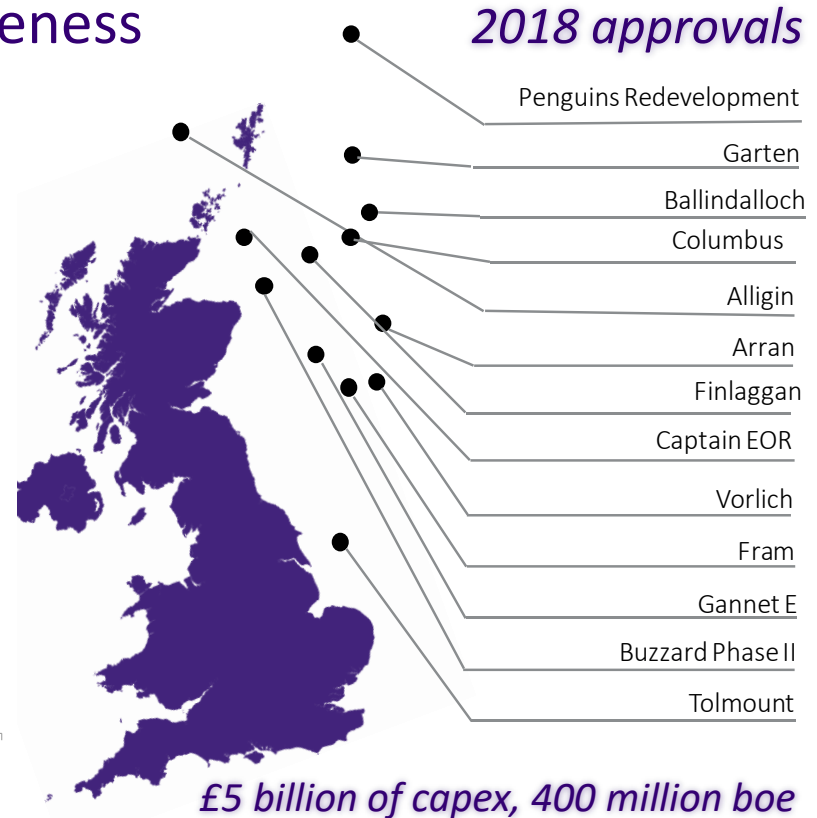 eness
2018 approvals
Penguins Redevelopment
Garten
Ballindalloch
Columbus
Alligin
Arran
Finlaggan
Captain EOR
Vorlich
Fram
Gannet E
Buzzard Phase II
Tolmount
£5 billion of capex, 400 million boe